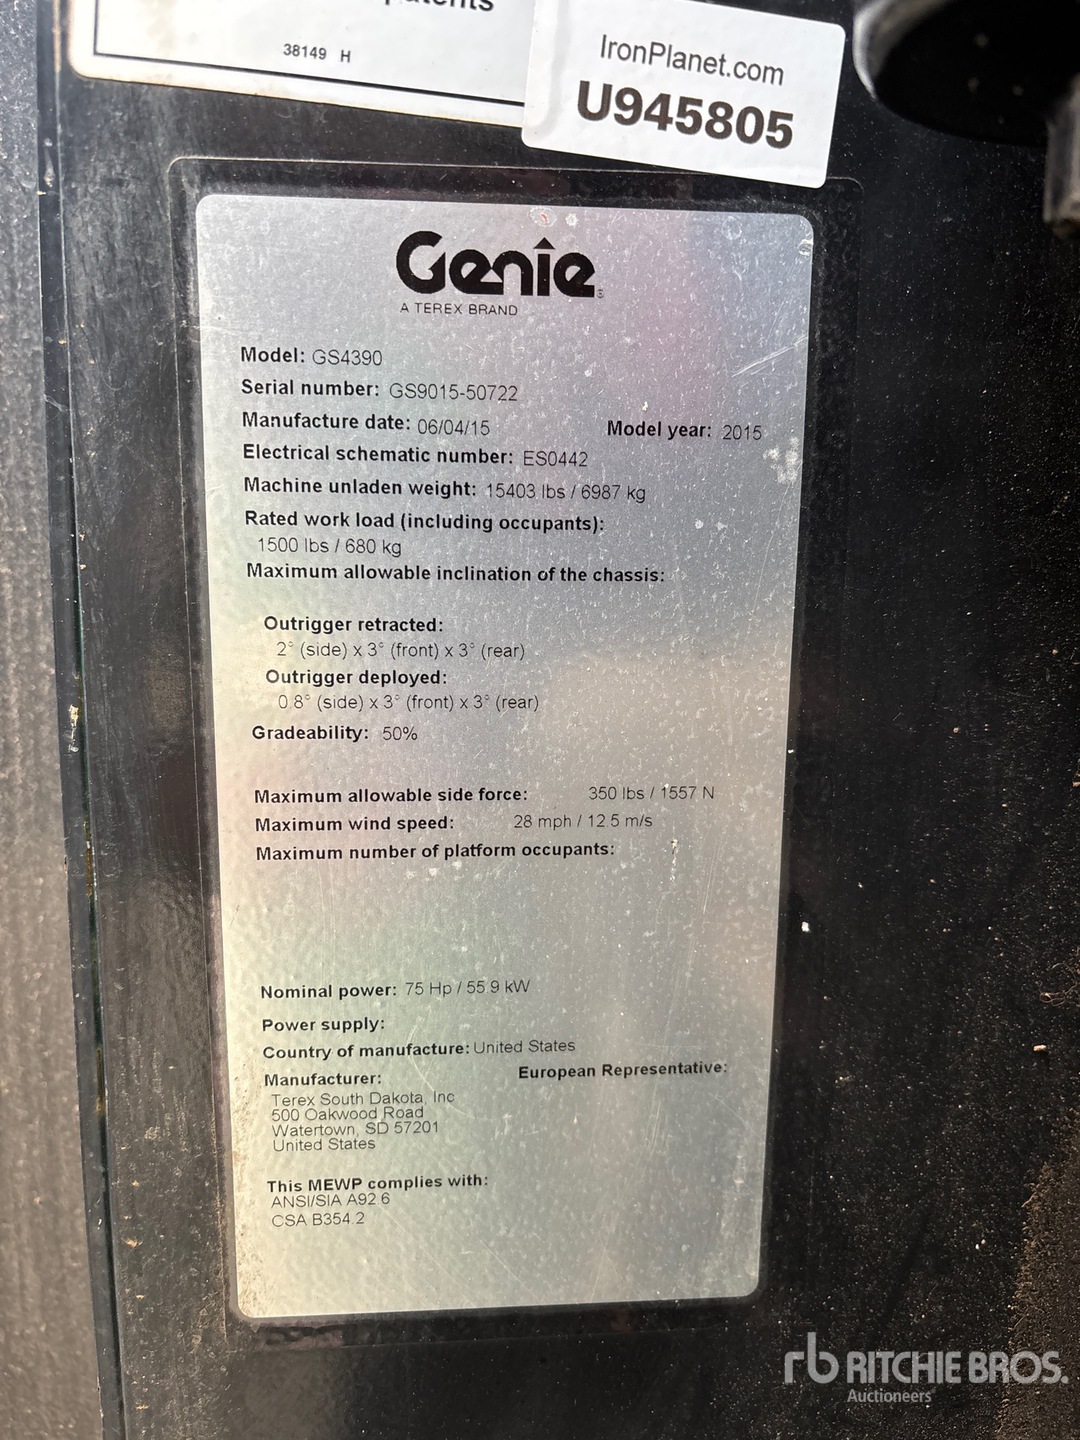 patents
38149 H
IronPlanet.com
U945805
Genie
A TEREX BRAND
Model: GS4390
Serial number: GS9015-50722
Manufacture date: 06/04/15 Model year: 2015
Electrical schematic number: ES0442
Machine unladen weight: 15403 lbs / 6987 kg
Rated work load (including occupants):
1500 lbs / 680 kg
Maximum allowable inclination of the chassis:
Outrigger retracted:
2° (side) x 3° (front) x 3° (rear)
Outrigger deployed:
0.8° (side) x 3° (front) x 3° (rear)
Gradeability: 50%
Maximum allowable side force: 350 lbs / 1557 N
Maximum wind speed: 28 mph / 12.5 m/s
Maximum number of platform occupants:
Nominal power: 75 Hp / 55.9 kW
Power supply:
Country of manufacture: United States
Manufacturer: European Representative:
Terex South Dakota, Inc
500 Oakwood Road
Watertown, SD 57201
United States
This MEWP complies with:
ANSI/SIA A92.6
CSA B354.2
rb RITCHIE BROS.
Auctioneers